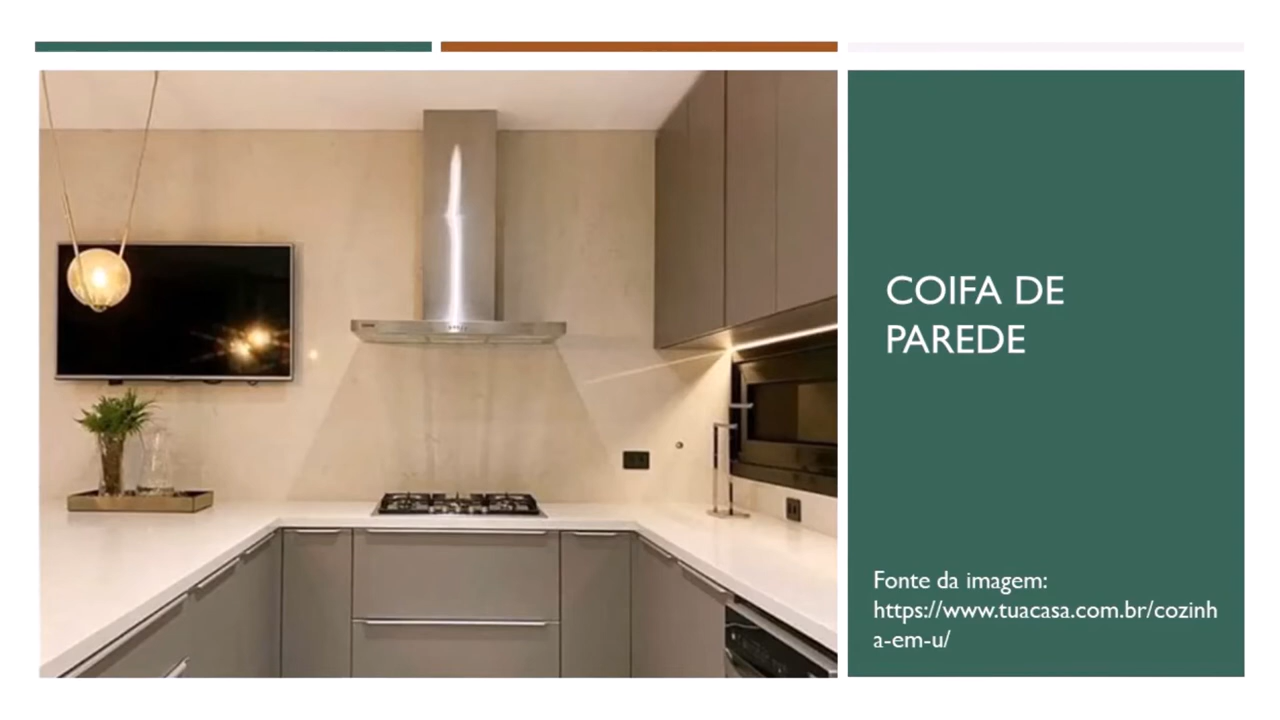 COIFA DE
PAREDE
Fonte da imagem:
https://www.tuacasa.com.br/cozinh
a-em-u/